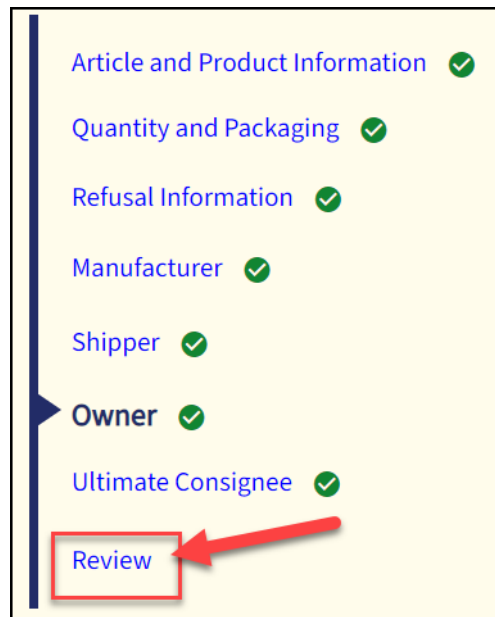 Article and Product Information
Quantity and Packaging
Refusal Information
Manufacturer
Shipper
Owner
Ultimate Consignee
Review